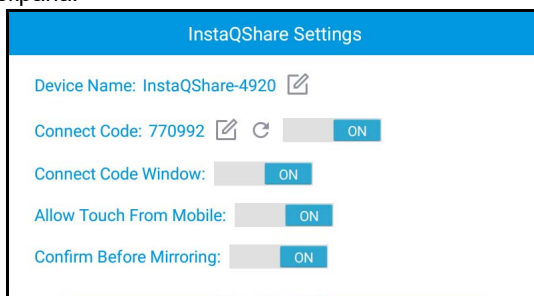 InstaQShare Settings
Device Name: InstaQShare-4920
Connect Code: 770992 ON
Connect Code Window: ON
Allow Touch From Mobile: ON
Confirm Before Mirroring: ON